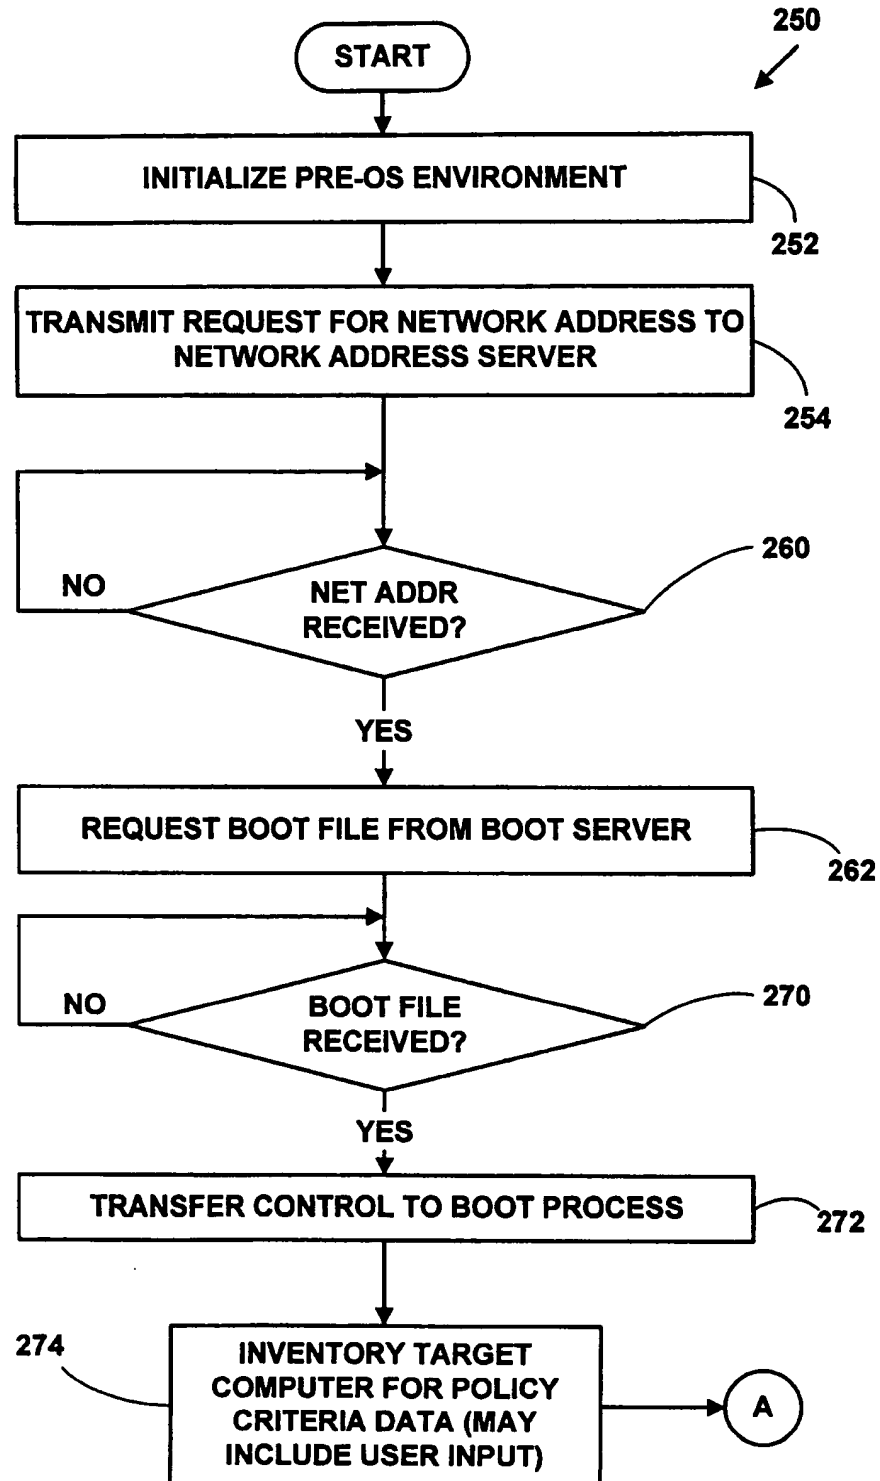 250
START
INITIALIZE PRE-OS ENVIRONMENT
252
TRANSMIT REQUEST FOR NETWORK ADDRESS TO
NETWORK ADDRESS SERVER
254
260
NO
NET ADDR
RECEIVED?
YES
REQUEST BOOT FILE FROM BOOT SERVER
262
270
NO
BOOT FILE
RECEIVED?
YES
TRANSFER CONTROL TO BOOT PROCESS
272
274
INVENTORY TARGET
COMPUTER FOR POLICY
CRITERIA DATA (MAY
INCLUDE USER INPUT)
A